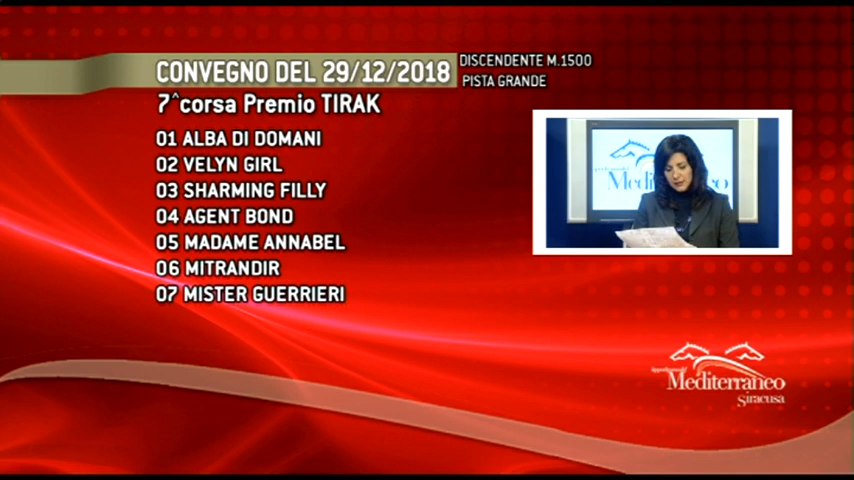 CONVEGNO DEL 29/12/2018
DISCENDENTE M.1500
PISTA GRANDE
7^corsa Premio TIRAK
01 ALBA DI DOMANI
02 VELYN GIRL
03 SHARMING FILLY
04 AGENT BOND
05 MADAME ANNABEL
06 MITRANDIR
07 MISTER GUERRIERI
Mediterraneo
Mediterraneo
Siracusa